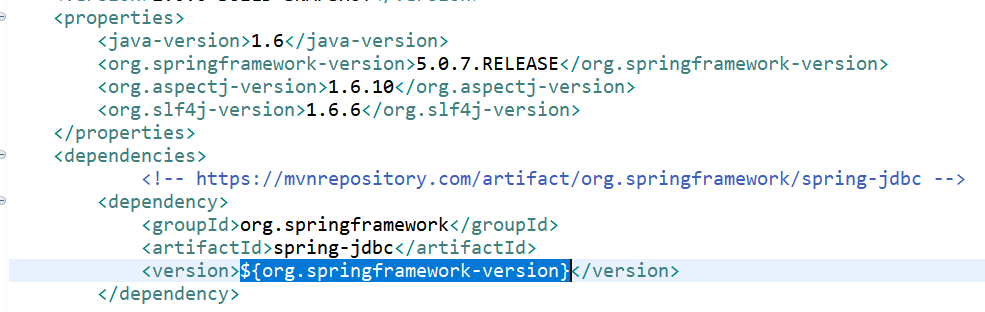 <properties>
<java-version>1.6</java-version>
<org.springframework-version>5.0.7.RELEASE</org.springframework-version>
<org.aspectj-version>1.6.10</org.aspectj-version>
<org.slf4j-version>1.6.6</org.slf4j-version>
</properties>
<dependencies>
<!-- https://mvnrepository.com/artifact/org.springframework/spring-jdbc -->
<dependency>
<groupId>org.springframework</groupId>
<artifactId>spring-jdbc</artifactId>
<version>${org.springframework-version}</version>
</dependency>